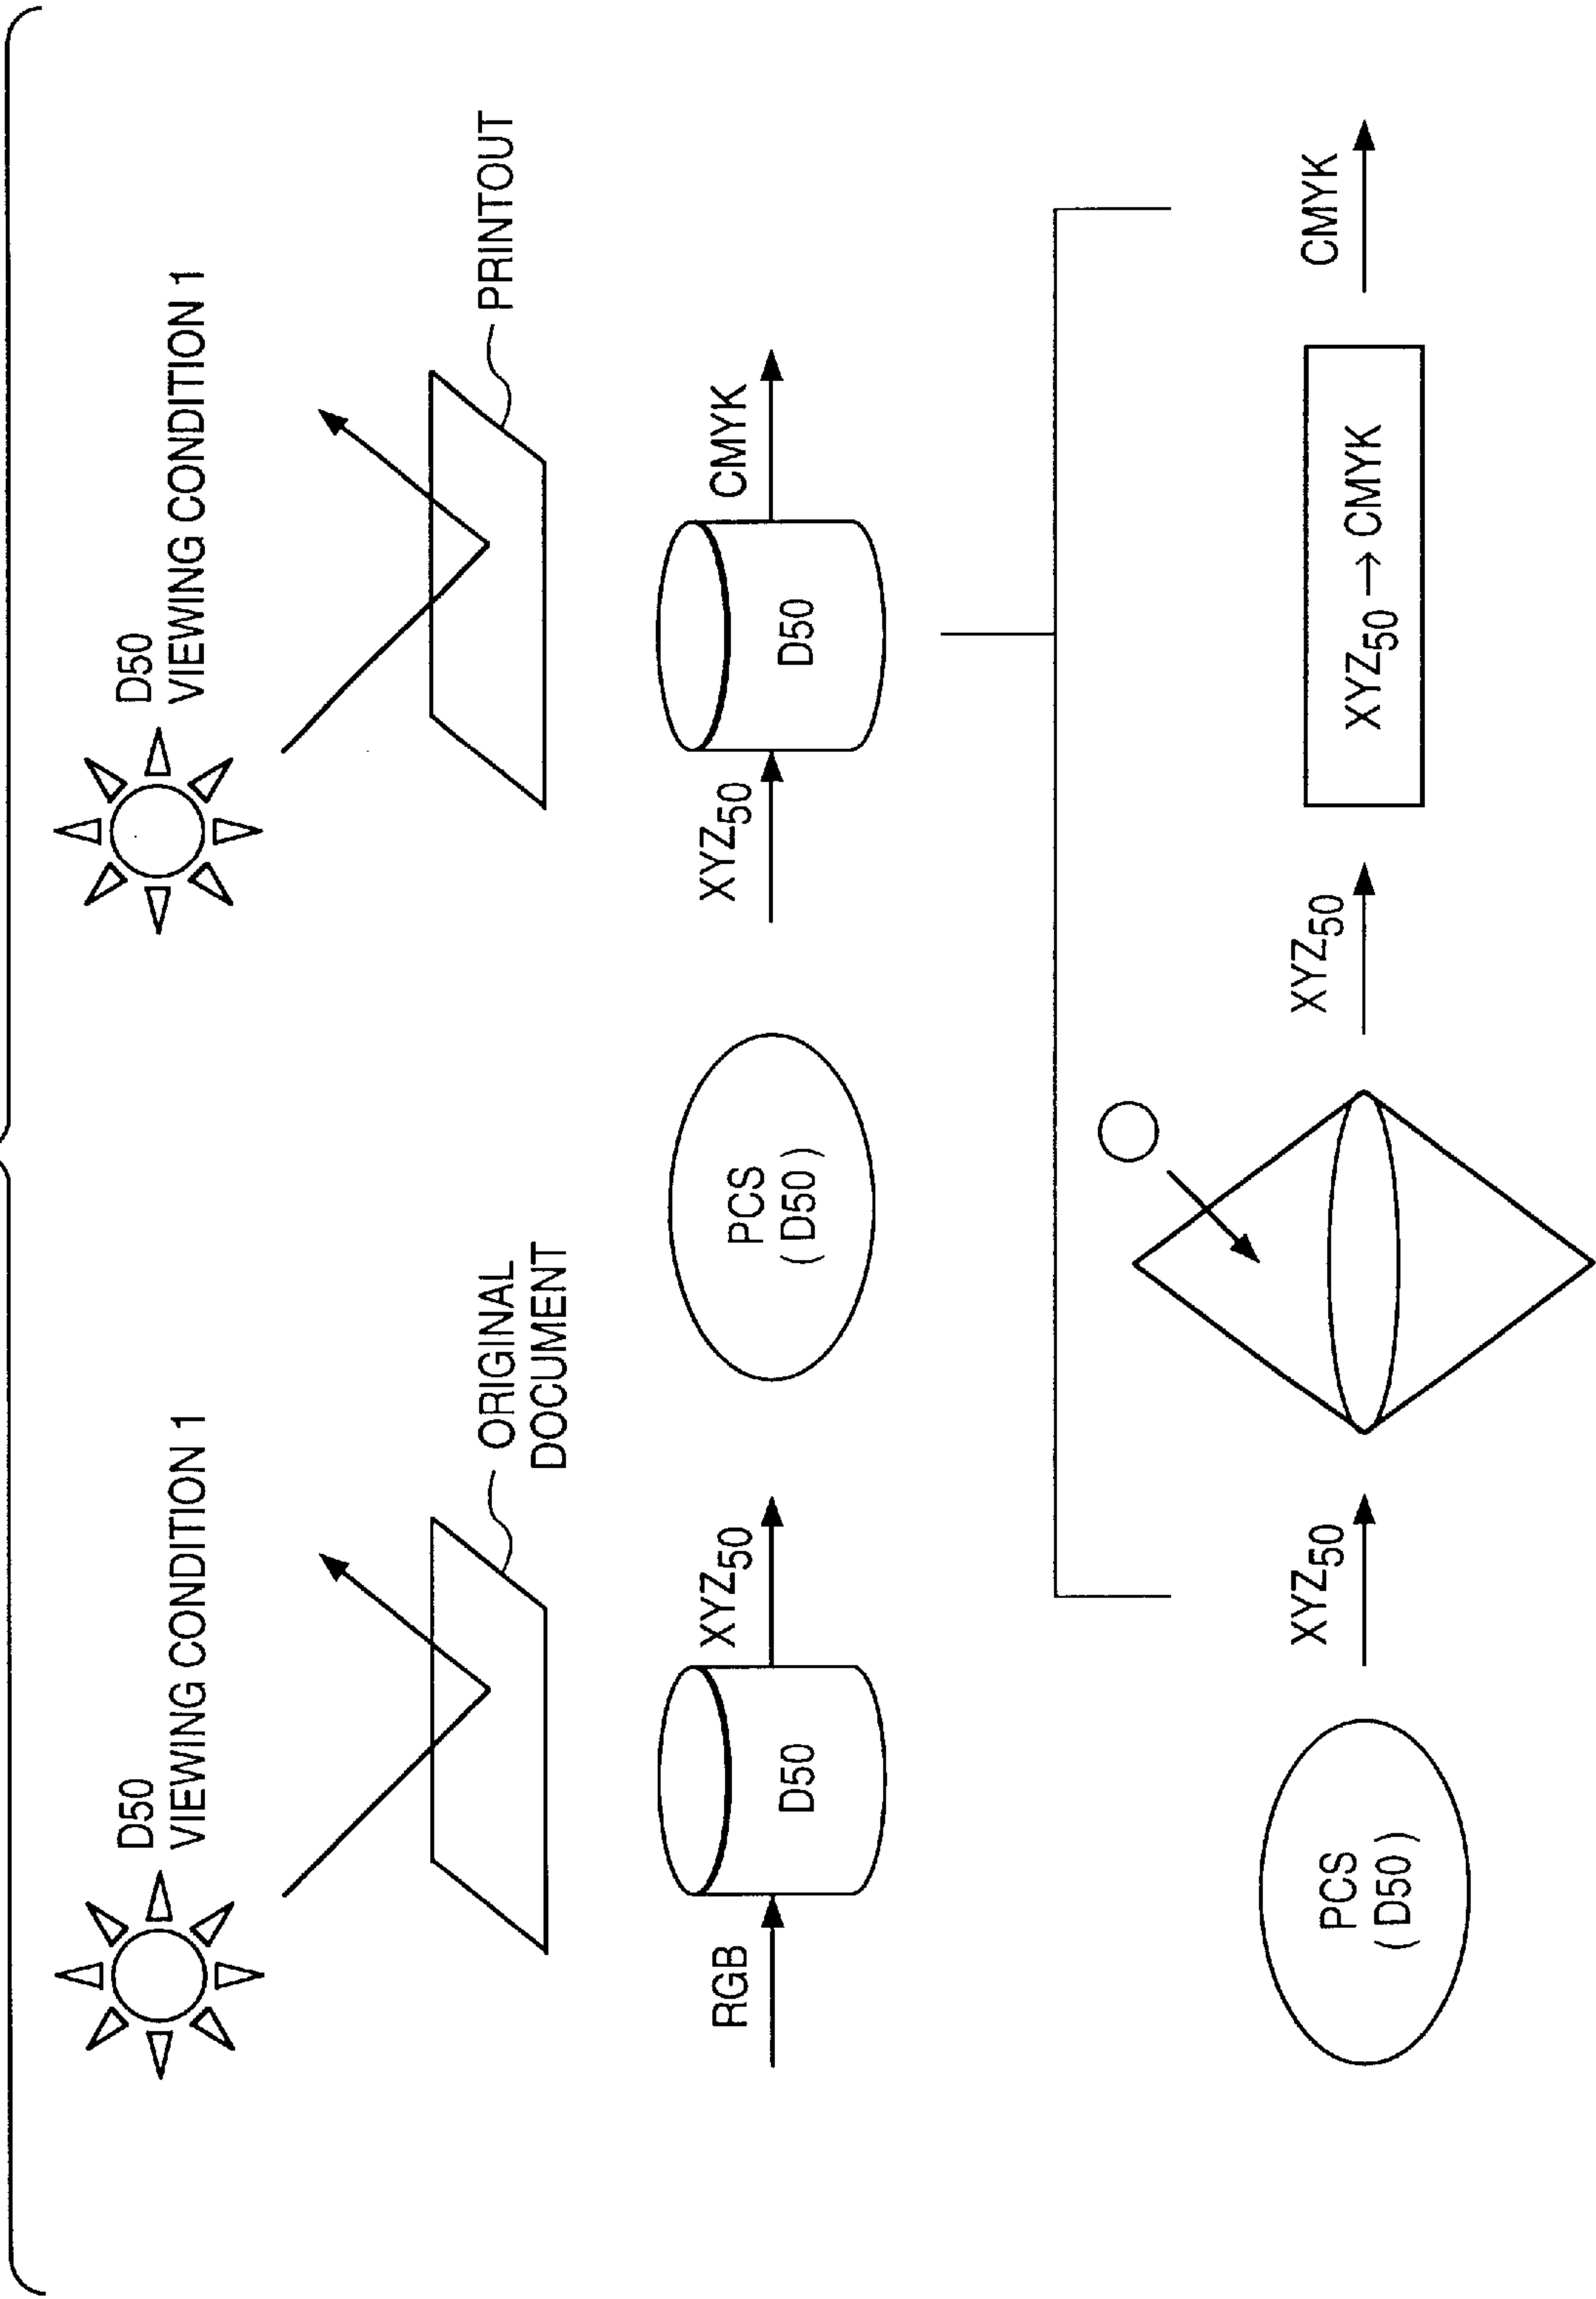 D50
VIEWING CONDITION 1
D50
VIEWING CONDITION 1
ORIGINAL
DOCUMENT
PRINTOUT
RGB
D50
XYZ50
PCS
(D50)
XYZ50
D50
CMYK
PCS
(D50)
XYZ50
XYZ50
XYZ50 → CMYK
CMYK